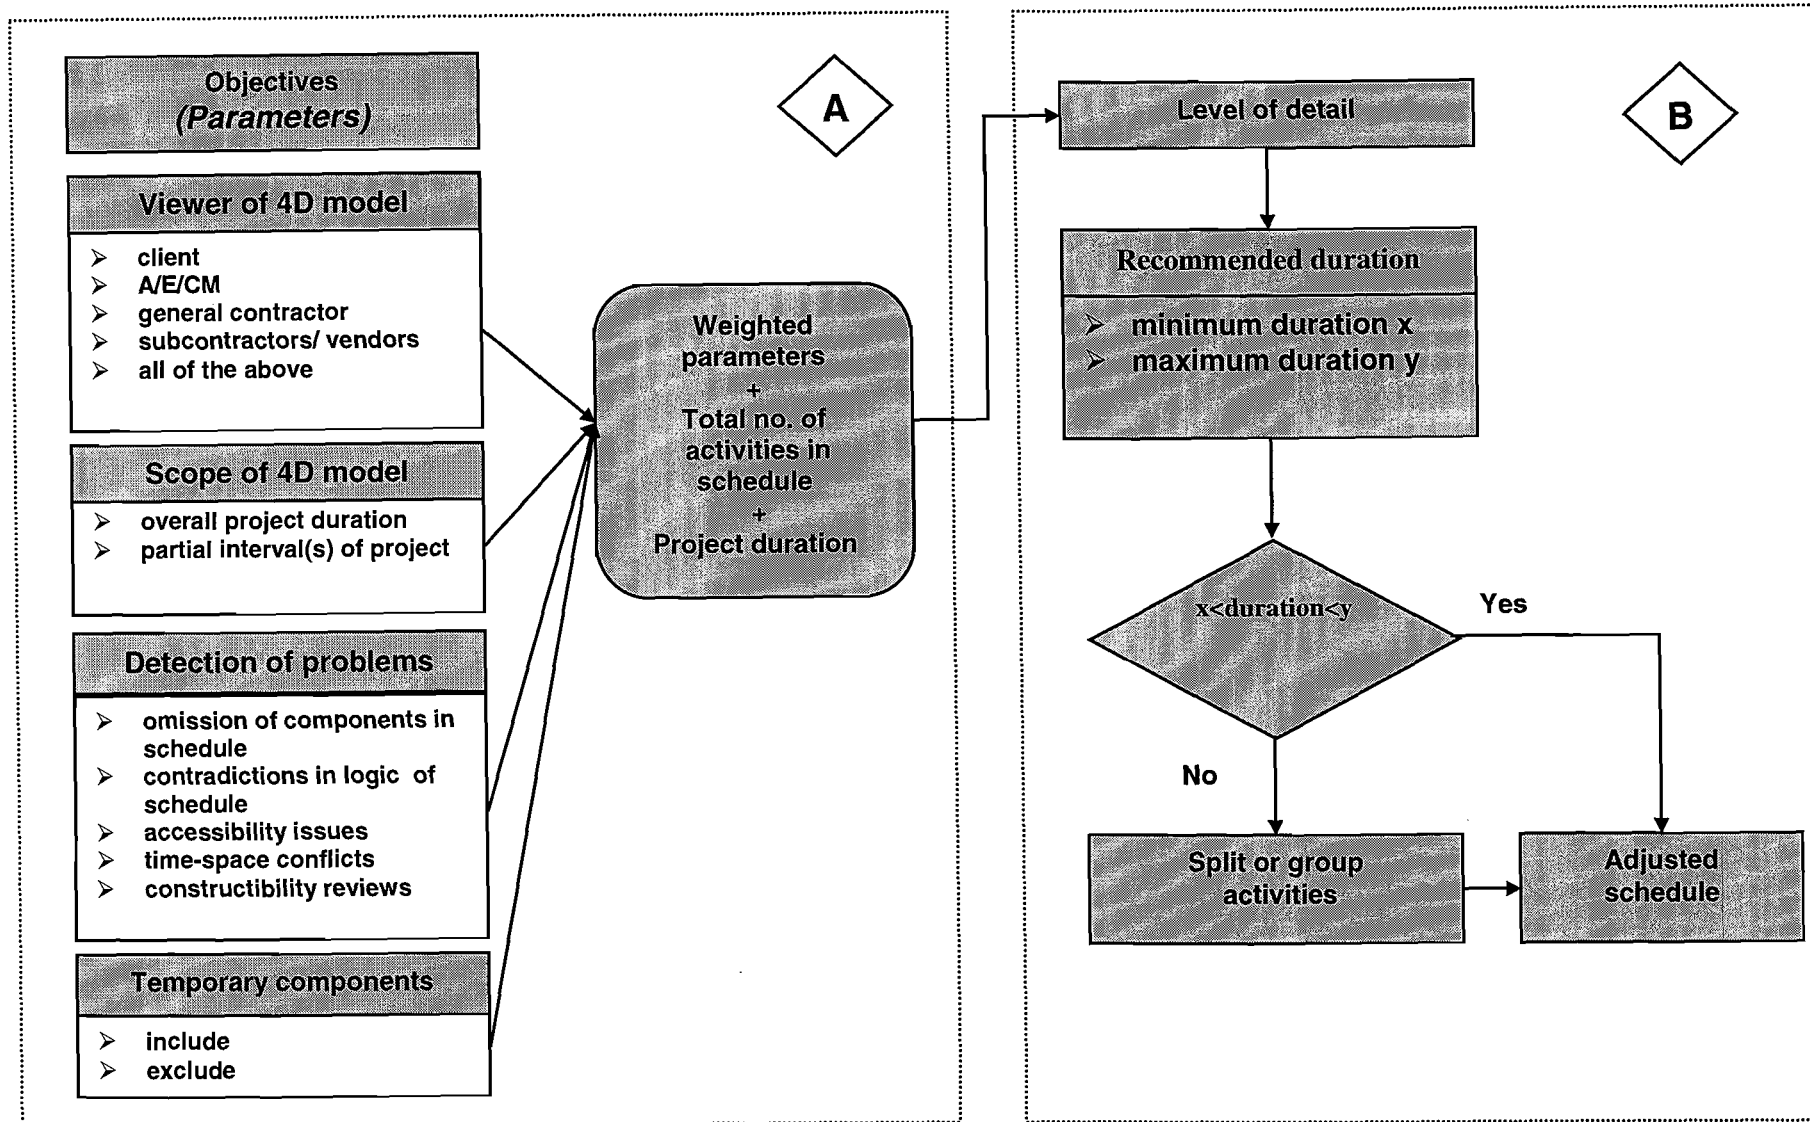 Objectives
(Parameters)
A
Viewer of 4D model
➢ client
➢ A/E/CM
➢ general contractor
➢ subcontractors/ vendors
➢ all of the above
Scope of 4D model
➢ overall project duration
➢ partial interval(s) of project
Detection of problems
➢ omission of components in
schedule
➢ contradictions in logic of
schedule
➢ accessibility issues
➢ time-space conflicts
➢ constructibility reviews
Temporary components
➢ include
➢ exclude
Weighted
parameters
+
Total no. of
activities in
schedule
+
Project duration
B
Level of detail
Recommended duration
➢ minimum duration x
➢ maximum duration y
x<duration<y
Yes
No
Split or group
activities
Adjusted
schedule